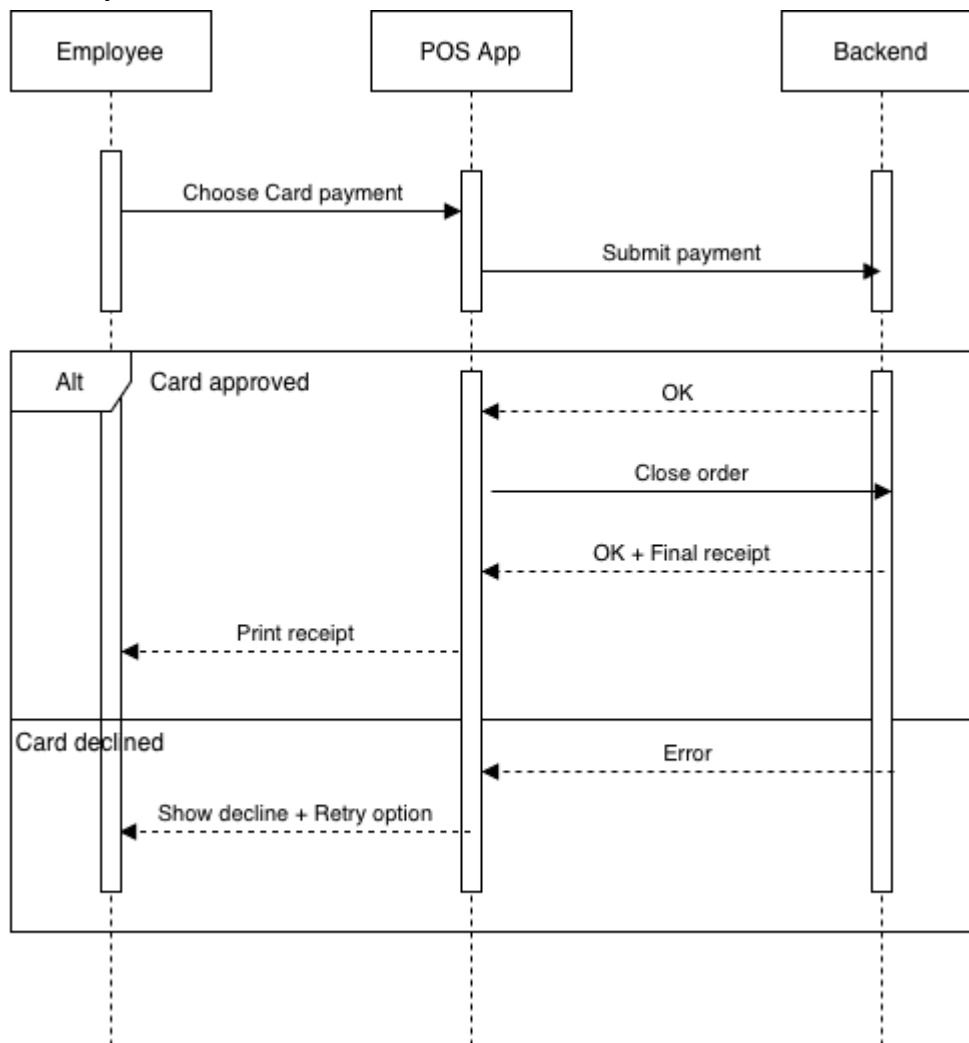 Employee
POS App
Backend
Choose Card payment
Submit payment
Alt
Card approved
OK
Close order
OK + Final receipt
Print receipt
Card declined
Error
Show decline + Retry option